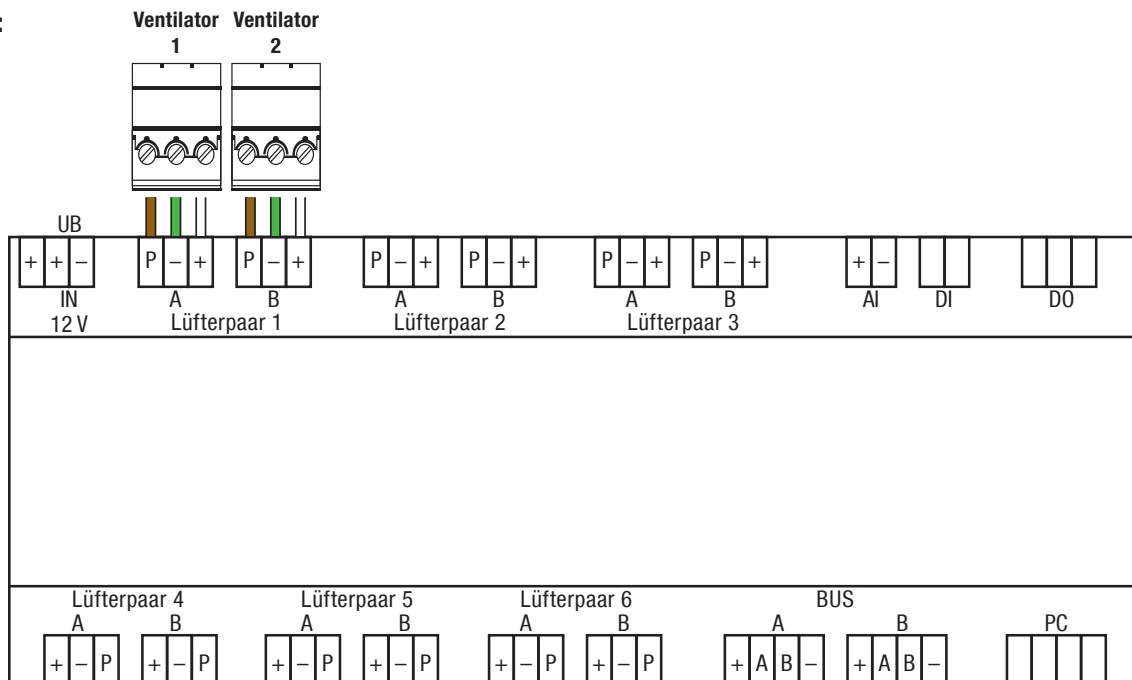 :
Ventilator Ventilator
1 2
UB
+ + – P – + P – + P – + P – + P – + P – + + –
IN A B A B A B AI DI DO
12 V Lüfterpaar 1 Lüfterpaar 2 Lüfterpaar 3
Lüfterpaar 4 Lüfterpaar 5 Lüfterpaar 6 BUS
A B A B A B A B PC
+ – P + – P + – P + – P + – P + – P + A B – + A B –